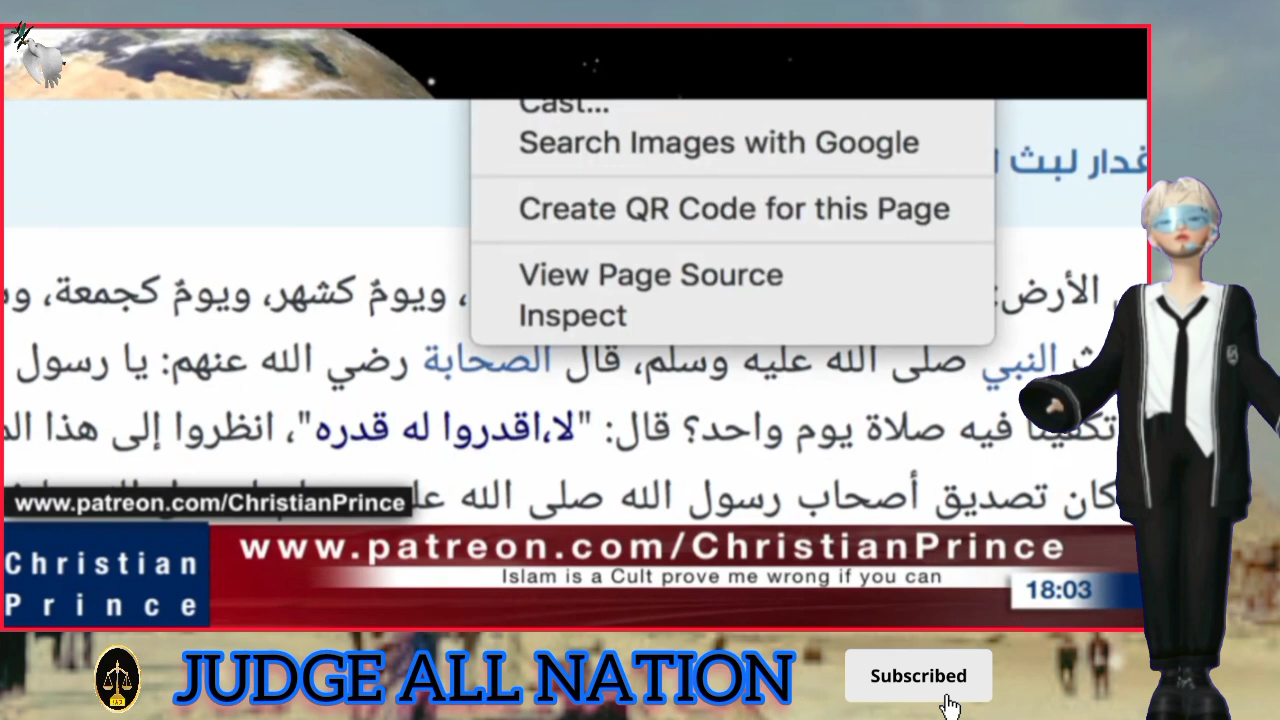 Cast...
Search Images with Google
قدار لبث
Create QR Code for this Page
View Page Source
الأرض: ، ويومٌ كشهر، ويومٌ كجمعة،
Inspect
النبي صلى الله عليه وسلم، قال الصحابة رضي الله عنهم: يا رسول
تكفينا فيه صلاة يوم واحد؟ قال: "لا،اقدروا له قدره"، انظروا إلى هذا
كان تصديق أصحاب رسول الله صلى الله
www.patreon.com/ChristianPrince
Christian
Prince
www.patreon.com/ChristianPrince
Islam is a Cult prove me wrong if you can
18:03
JUDGE ALL NATION
Subscribed